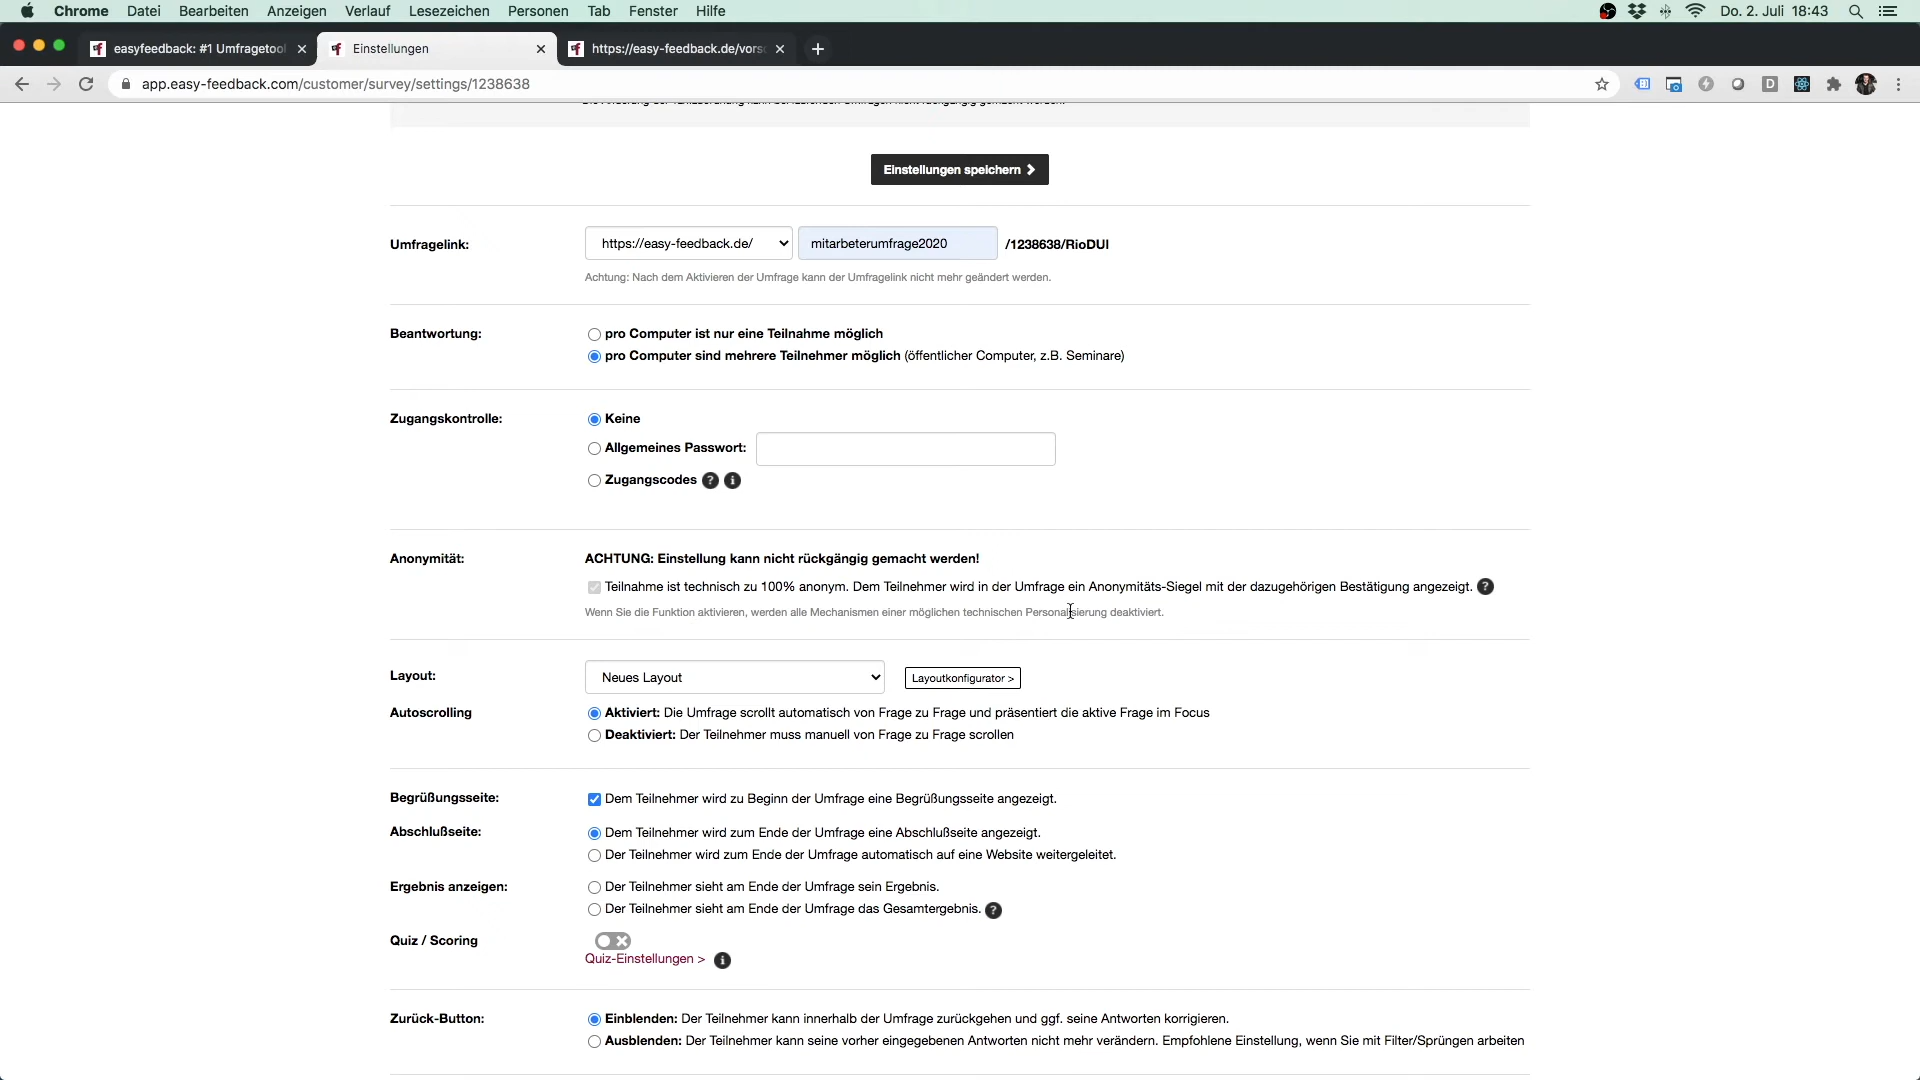 Chrome Datei Bearbeiten Anzeigen Verlauf Lesezeichen Personen Tab Fenster Hilfe Do. 2. Juli 18:43
easyfeedback: #1 Umfragetool Einstellungen https://easy-feedback.de/vors
app.easy-feedback.com/customer/survey/settings/1238638
Einstellungen speichern
Umfragelink: https://easy-feedback.de/ mitarbeterumfrage2020 /1238638/RioDUI
Achtung: Nach dem Aktivieren der Umfrage kann der Umfragelink nicht mehr geändert werden.
Beantwortung: pro Computer ist nur eine Teilnahme möglich
pro Computer sind mehrere Teilnehmer möglich (öffentlicher Computer, z.B. Seminare)
Zugangskontrolle: Keine
Allgemeines Passwort:
Zugangscodes ? i
Anonymität: ACHTUNG: Einstellung kann nicht rückgängig gemacht werden!
Teilnahme ist technisch zu 100% anonym. Dem Teilnehmer wird in der Umfrage ein Anonymitäts-Siegel mit der dazugehörigen Bestätigung angezeigt. ?
Wenn Sie die Funktion aktivieren, werden alle Mechanismen einer möglichen technischen Personalisierung deaktiviert.
Layout: Neues Layout Layoutkonfigurator >
Autoscrolling Aktiviert: Die Umfrage scrollt automatisch von Frage zu Frage und präsentiert die aktive Frage im Focus
Deaktiviert: Der Teilnehmer muss manuell von Frage zu Frage scrollen
Begrüßungsseite: Dem Teilnehmer wird zu Beginn der Umfrage eine Begrüßungsseite angezeigt.
Abschlußseite: Dem Teilnehmer wird zum Ende der Umfrage eine Abschlußseite angezeigt.
Der Teilnehmer wird zum Ende der Umfrage automatisch auf eine Website weitergeleitet.
Ergebnis anzeigen: Der Teilnehmer sieht am Ende der Umfrage sein Ergebnis.
Der Teilnehmer sieht am Ende der Umfrage das Gesamtergebnis. ?
Quiz / Scoring
Quiz-Einstellungen > i
Zurück-Button: Einblenden: Der Teilnehmer kann innerhalb der Umfrage zurückgehen und ggf. seine Antworten korrigieren.
Ausblenden: Der Teilnehmer kann seine vorher eingegebenen Antworten nicht mehr verändern. Empfohlene Einstellung, wenn Sie mit Filter/Sprüngen arbeiten